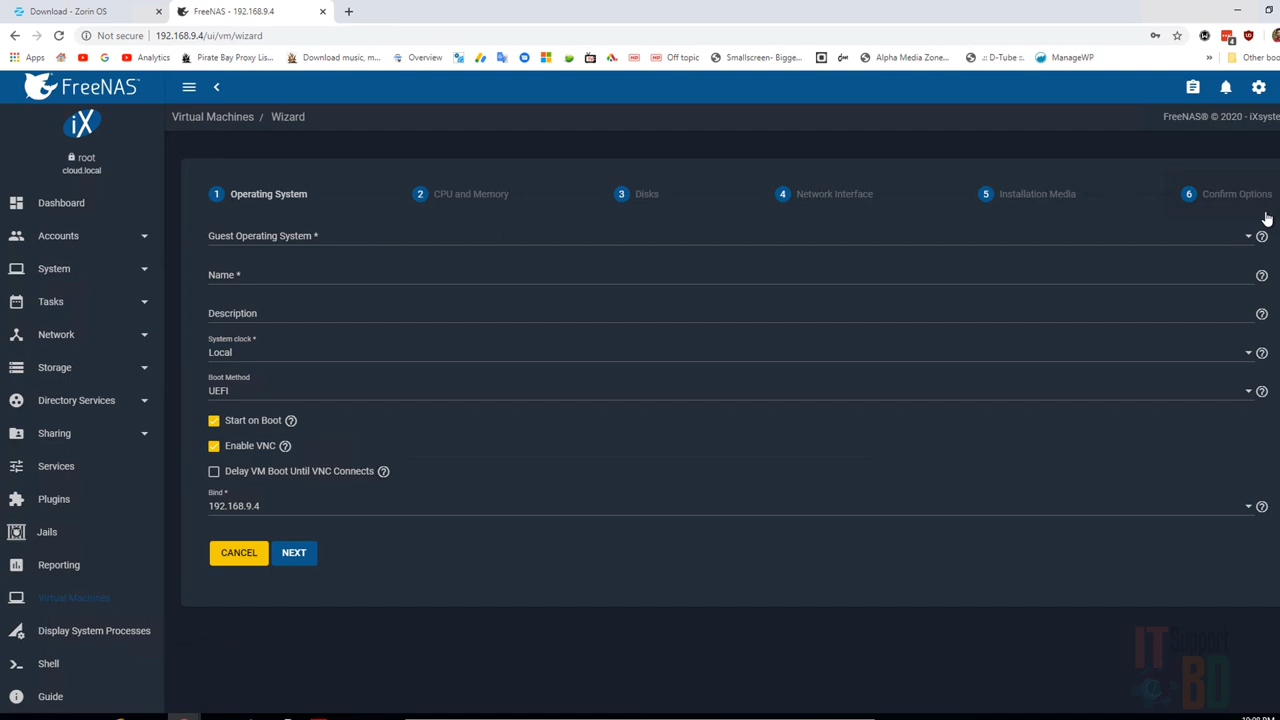 Download - Zorin OS
FreeNAS - 192.168.9.4
Not secure
192.168.9.4/ui/vm/wizard
Apps
Analytics
Pirate Bay Proxy Lis...
Download music, m...
Overview
Off topic
Smallscreen- Bigge...
Alpha Media Zone...
.:: D-Tube ::.
ManageWP
Other boo
FreeNAS
Virtual Machines / Wizard
FreeNAS® © 2020 - iXsyste
iX
root
cloud.local
Dashboard
Accounts
System
Tasks
Network
Storage
Directory Services
Sharing
Services
Plugins
Jails
Reporting
Virtual Machines
Display System Processes
Shell
Guide
1 Operating System
2 CPU and Memory
3 Disks
4 Network Interface
5 Installation Media
6 Confirm Options
Guest Operating System *
Name *
Description
System clock *
Local
Boot Method
UEFI
Start on Boot
Enable VNC
Delay VM Boot Until VNC Connects
Bind *
192.168.9.4
CANCEL
NEXT
IT Support BD